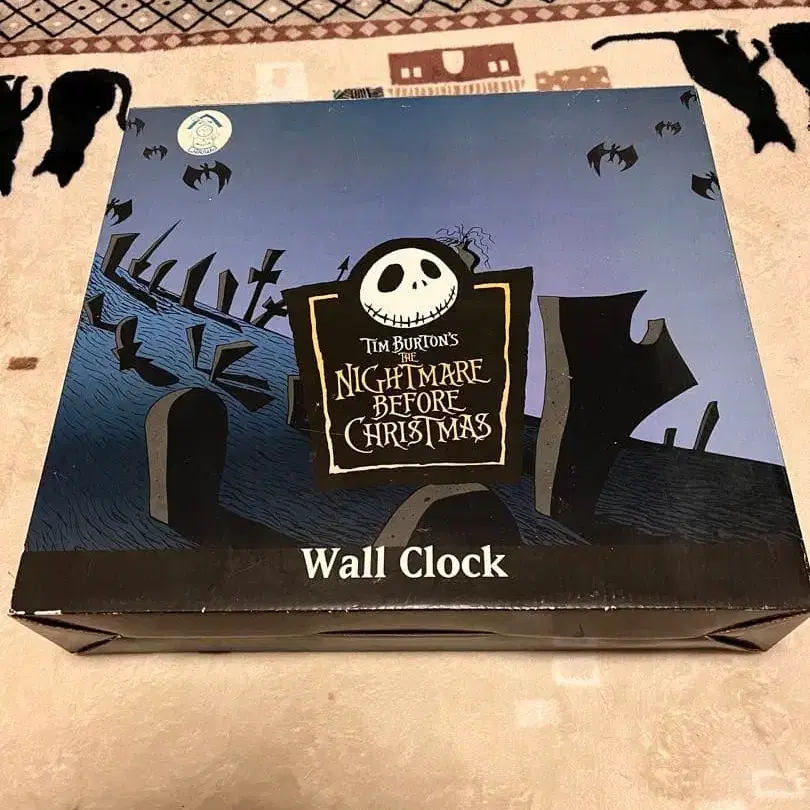 TIM BURTON'S
THE
NIGHTMARE
BEFORE
CHRISTMAS
Wall Clock